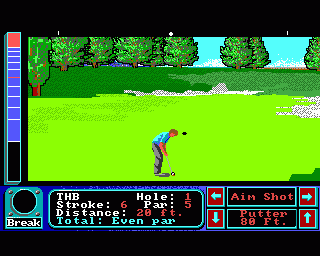 THB Hole: 1
Stroke: 6 Par: 5
Distance: 20 ft.
Total: Even par
Break
Aim Shot
Putter
80 Ft.